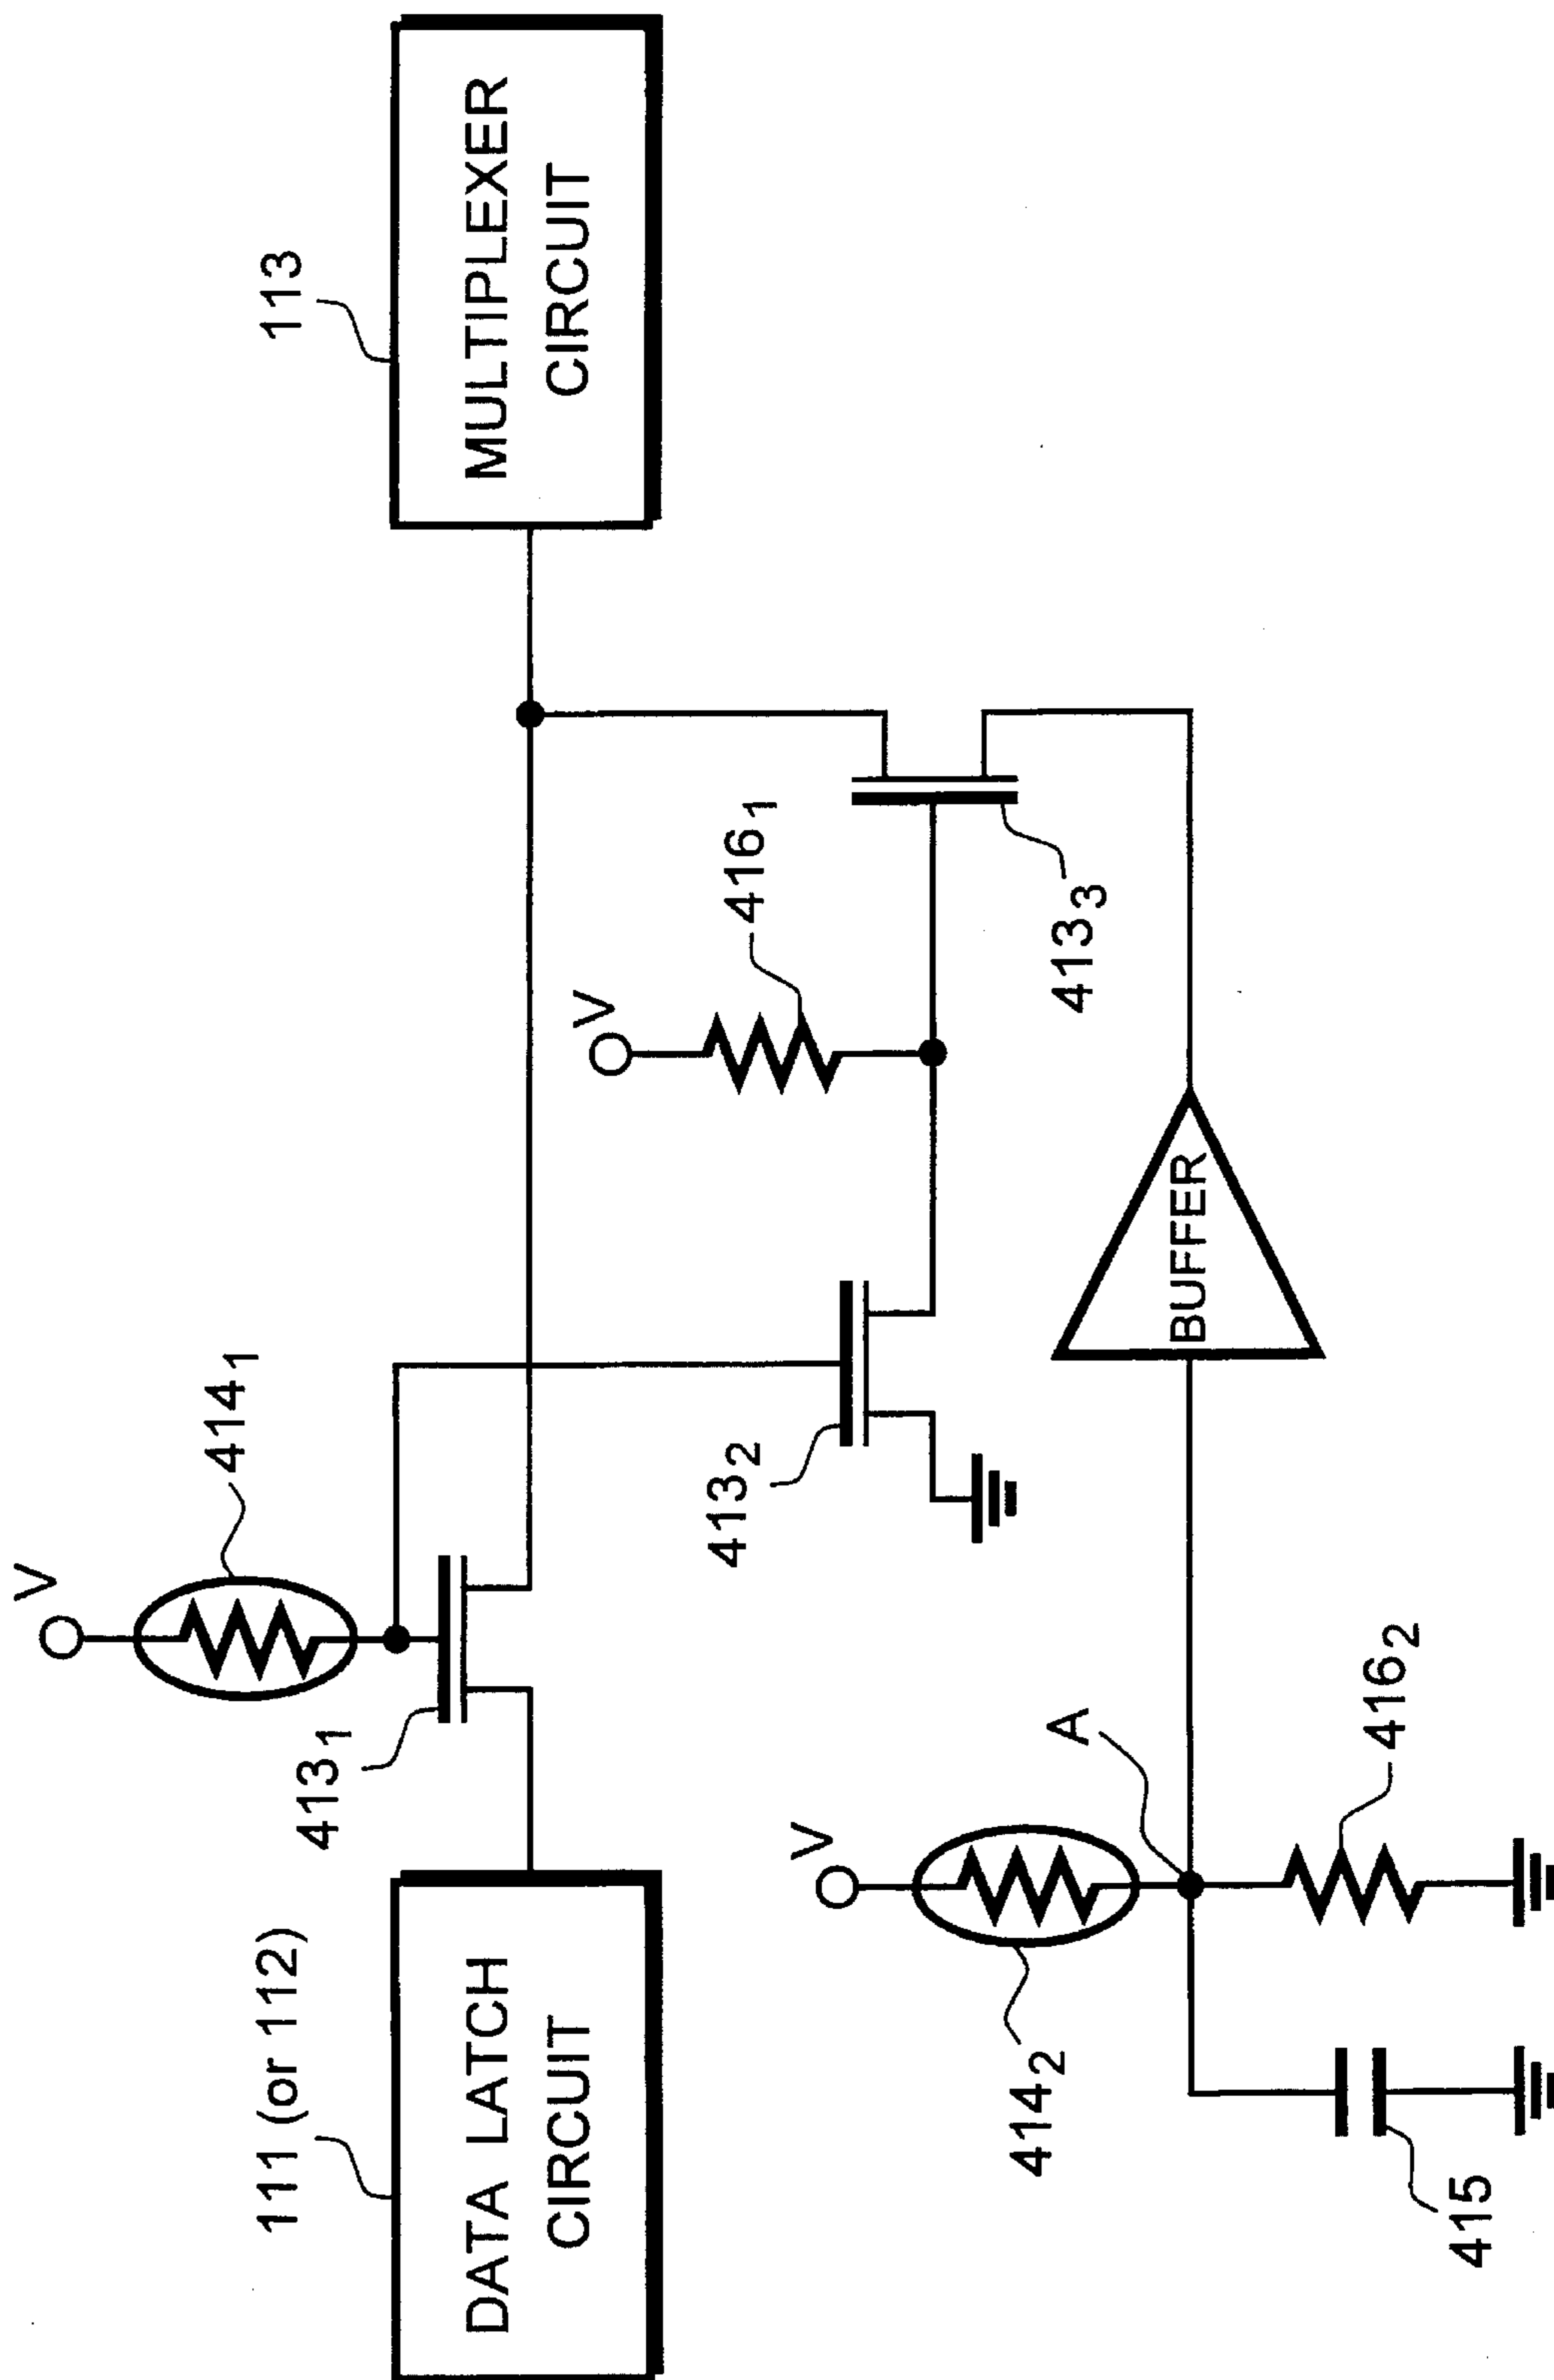 111 (or 112)
DATA LATCH
CIRCUIT
413₁
V
414₁
113
MULTIPLEXER
CIRCUIT
413₂
V
416₁
413₃
V
414₂
A
416₂
415
BUFFER